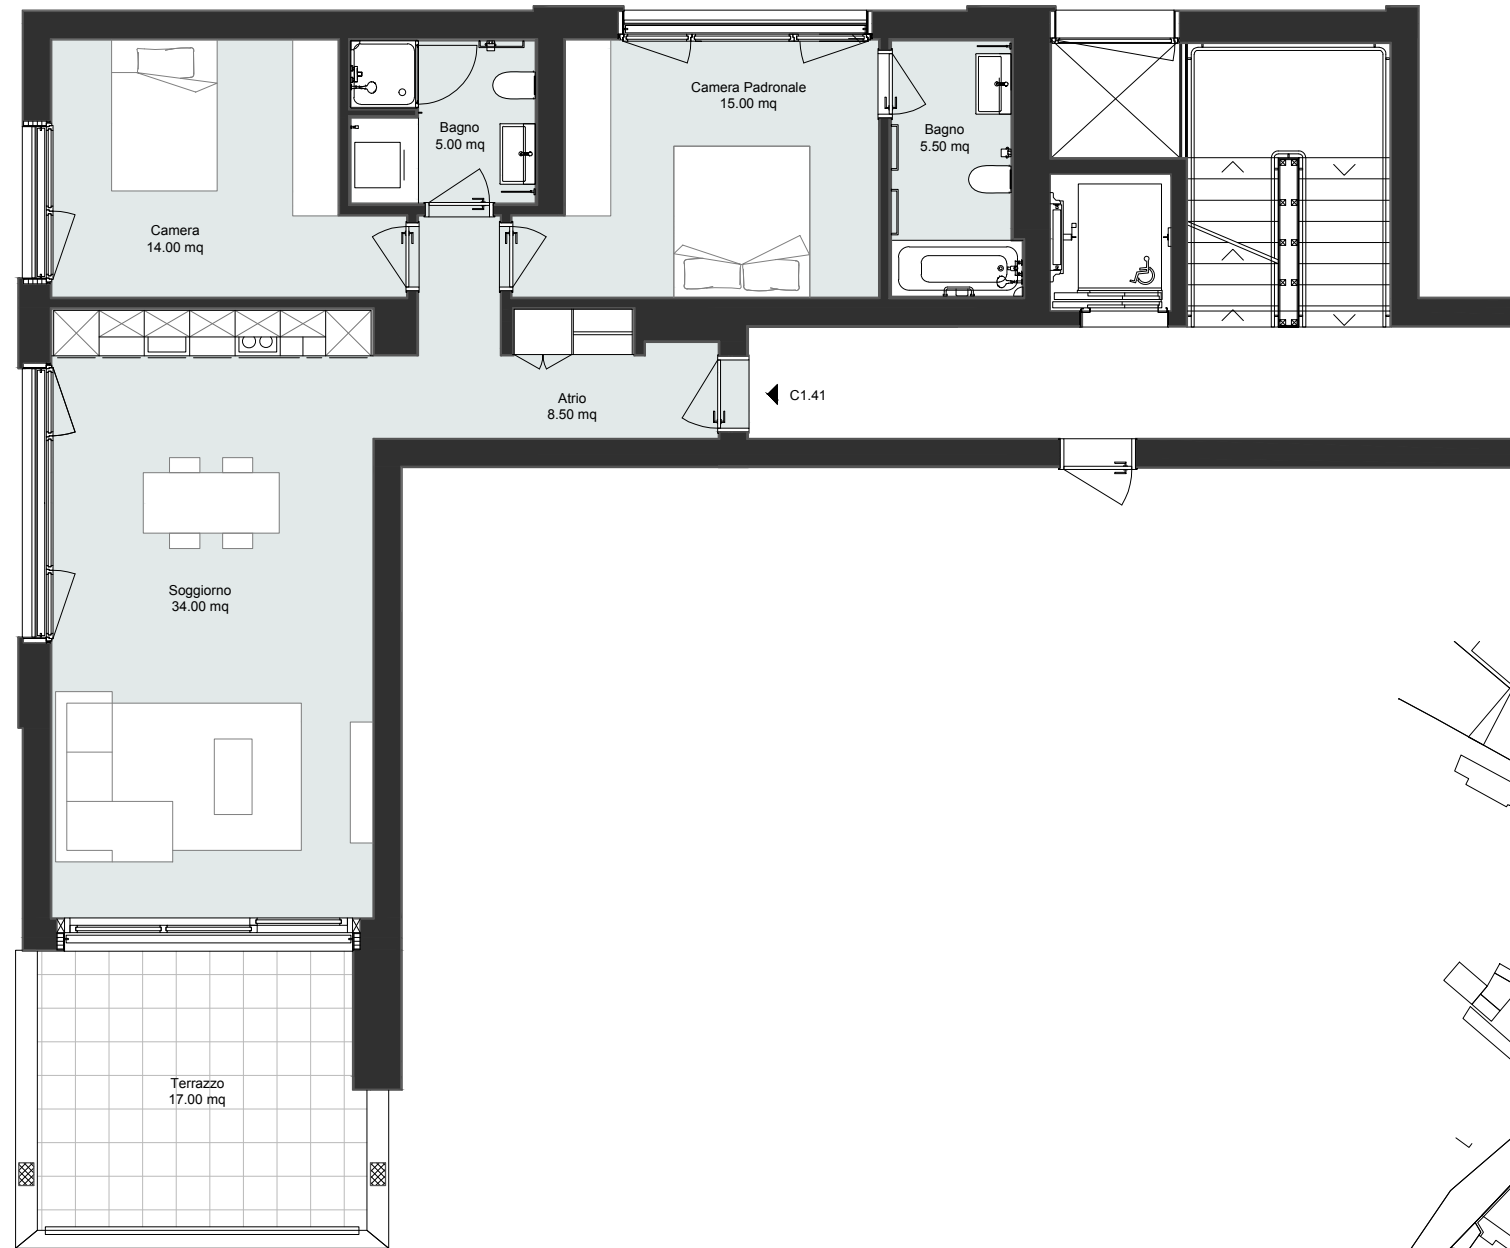 Camera Padronale
15.00 mq
Bagno
5.00 mq
Bagno
5.50 mq
Camera
14.00 mq
Atrio
8.50 mq
C1.41
Soggiorno
34.00 mq
Terrazzo
17.00 mq